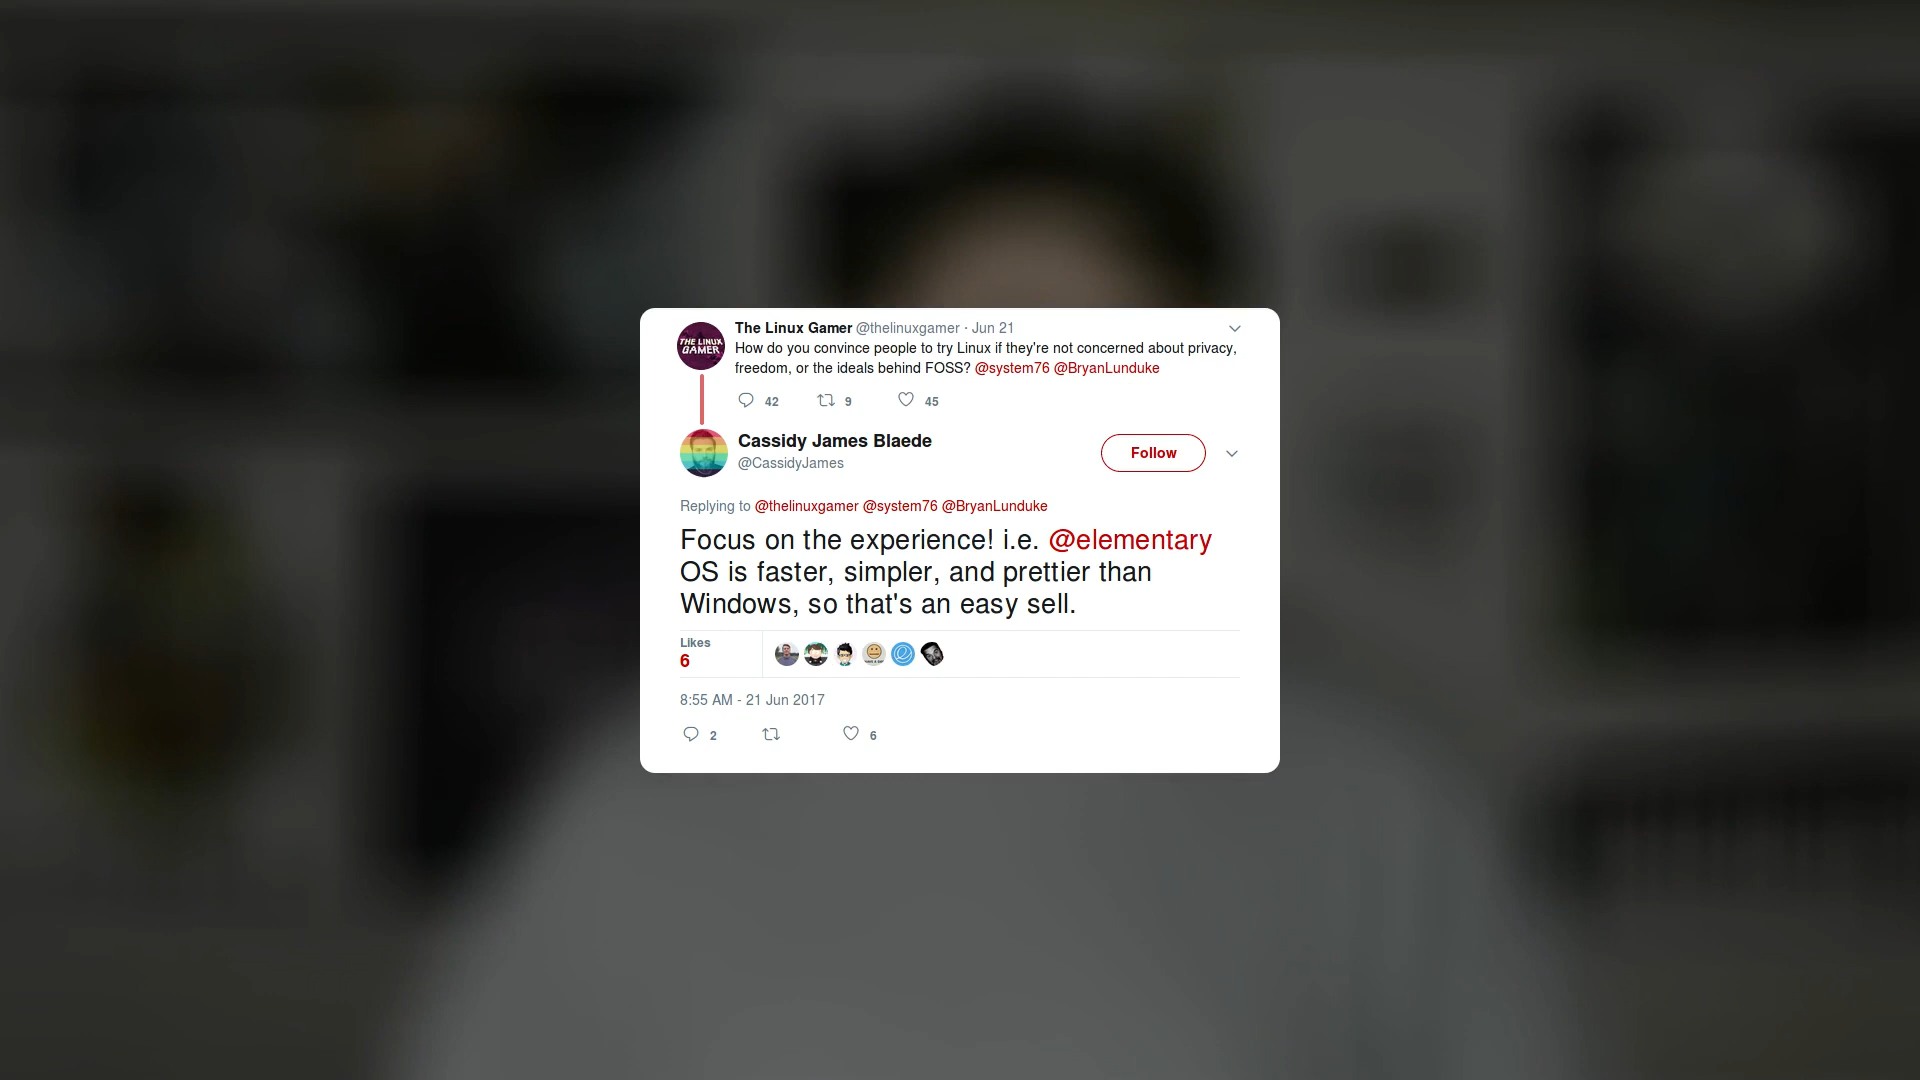 The Linux Gamer @thelinuxgamer · Jun 21
How do you convince people to try Linux if they're not concerned about privacy,
freedom, or the ideals behind FOSS? @system76 @BryanLunduke
42 9 45
THE LINUX
GAMER
Cassidy James Blaede
@CassidyJames
Follow
Replying to @thelinuxgamer @system76 @BryanLunduke
Focus on the experience! i.e. @elementary
OS is faster, simpler, and prettier than
Windows, so that's an easy sell.
Likes
6
8:55 AM - 21 Jun 2017
2 6